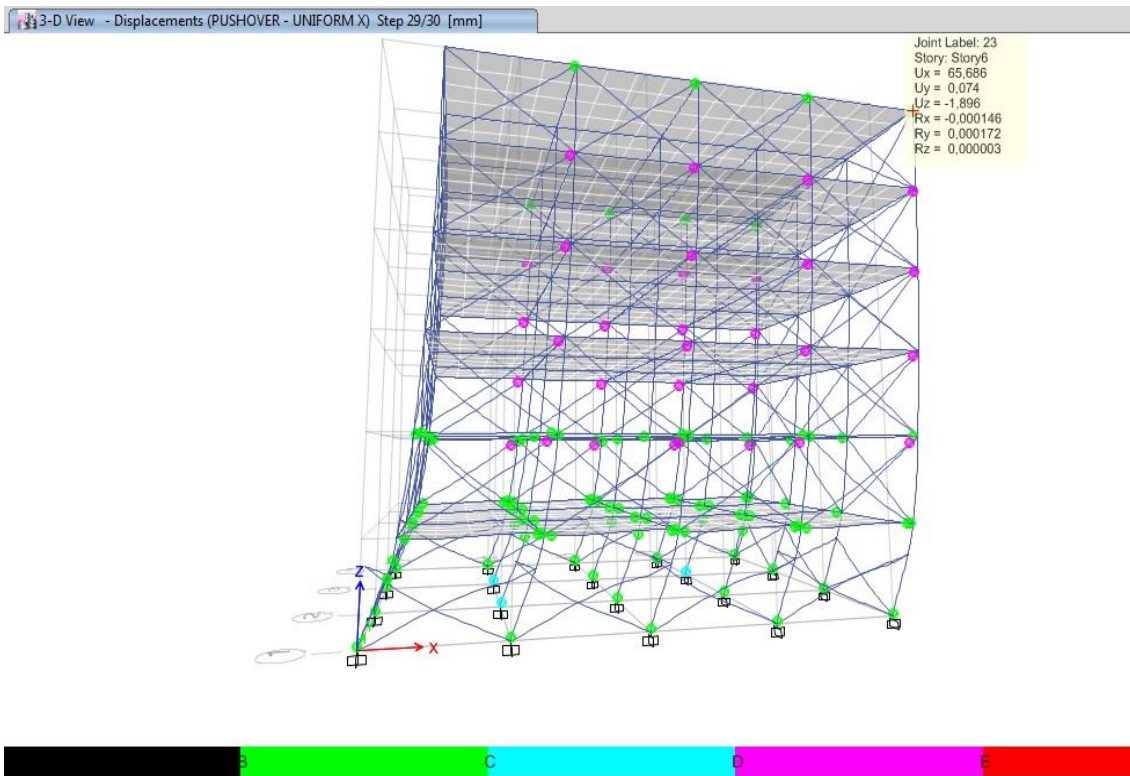 3-D View - Displacements (PUSHOVER - UNIFORM X) Step 29/30 [mm]
Joint Label: 23
Story: Story6
Ux = 65,686
Uy = 0,074
Uz = -1,896
Rx = -0,000146
Ry = 0,000172
Rz = 0,000003
Z
X
B C D E